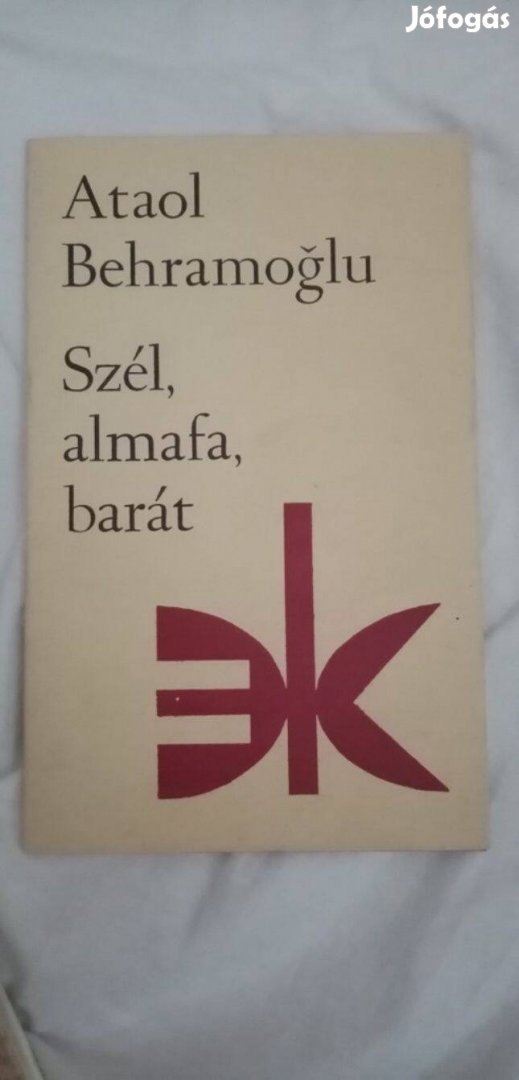 Jófogás
Ataol
Behramoğlu
Szél,
almafa,
barát